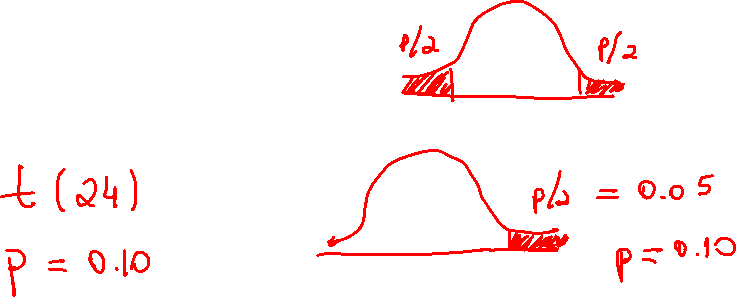 p/2 p/2
t (24) p/2 = 0.05
p = 0.10 p = 0.10